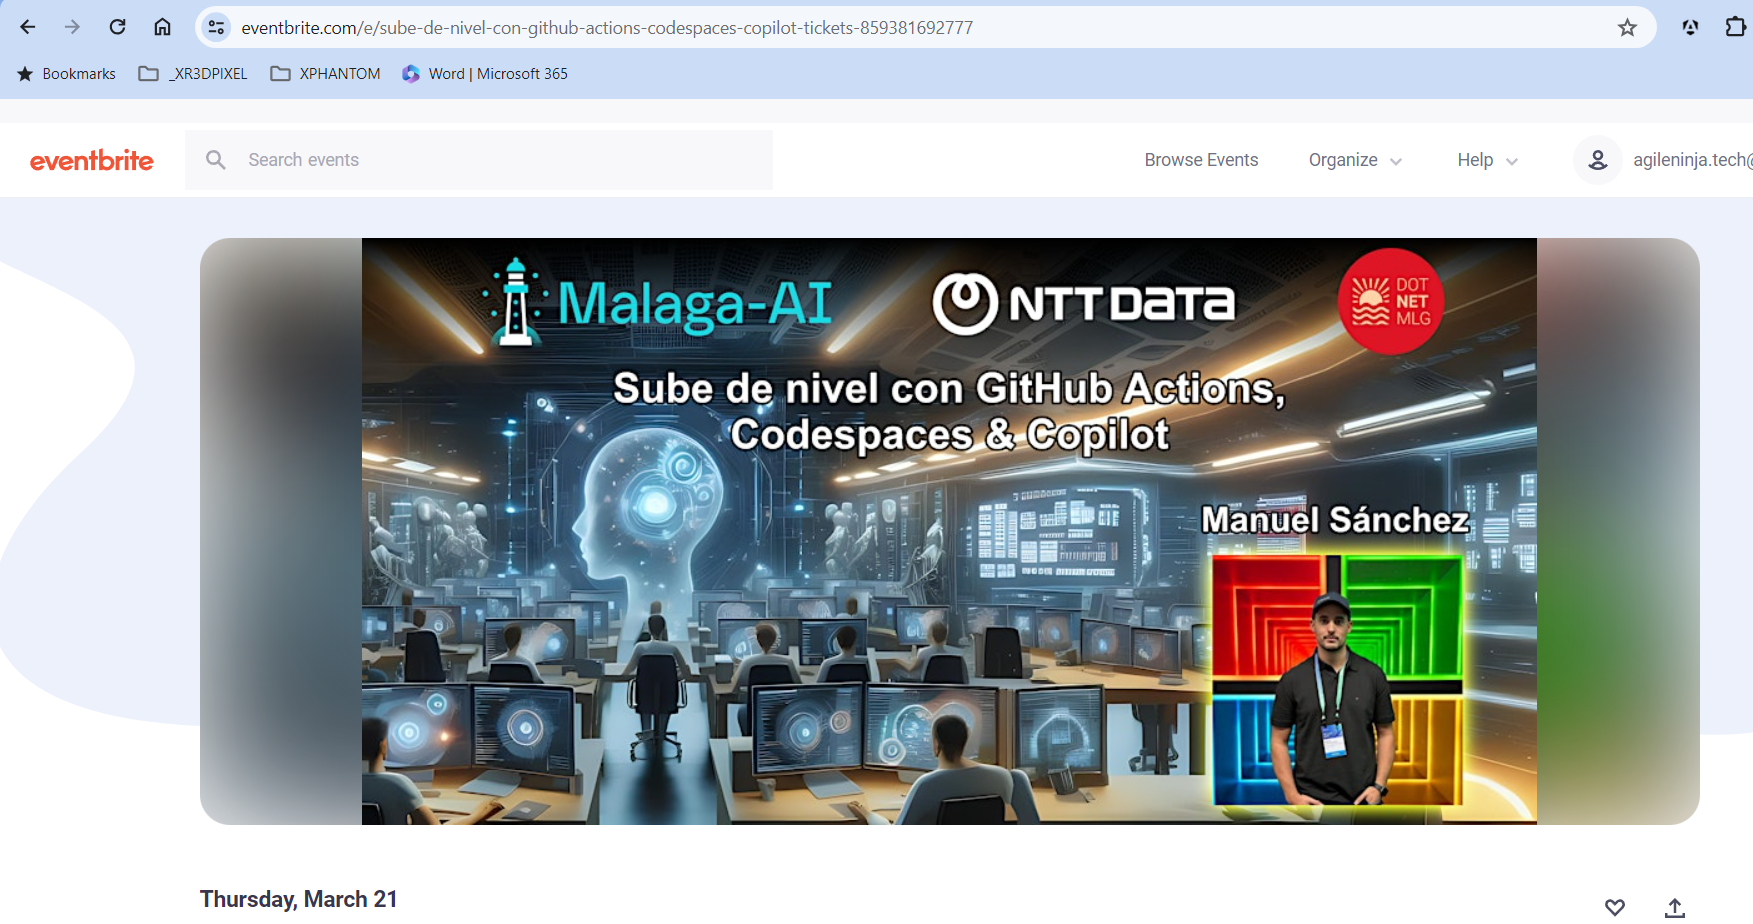 eventbrite.com/e/sube-de-nivel-con-github-actions-codespaces-copilot-tickets-859381692777
Bookmarks _XR3DPIXEL XPHANTOM Word | Microsoft 365
eventbrite Search events Browse Events Organize Help agileninja.tech@
Malaga-AI NTT DATA DOT
NET
MLG
Sube de nivel con GitHub Actions,
Codespaces & Copilot
Manuel Sánchez
Thursday, March 21